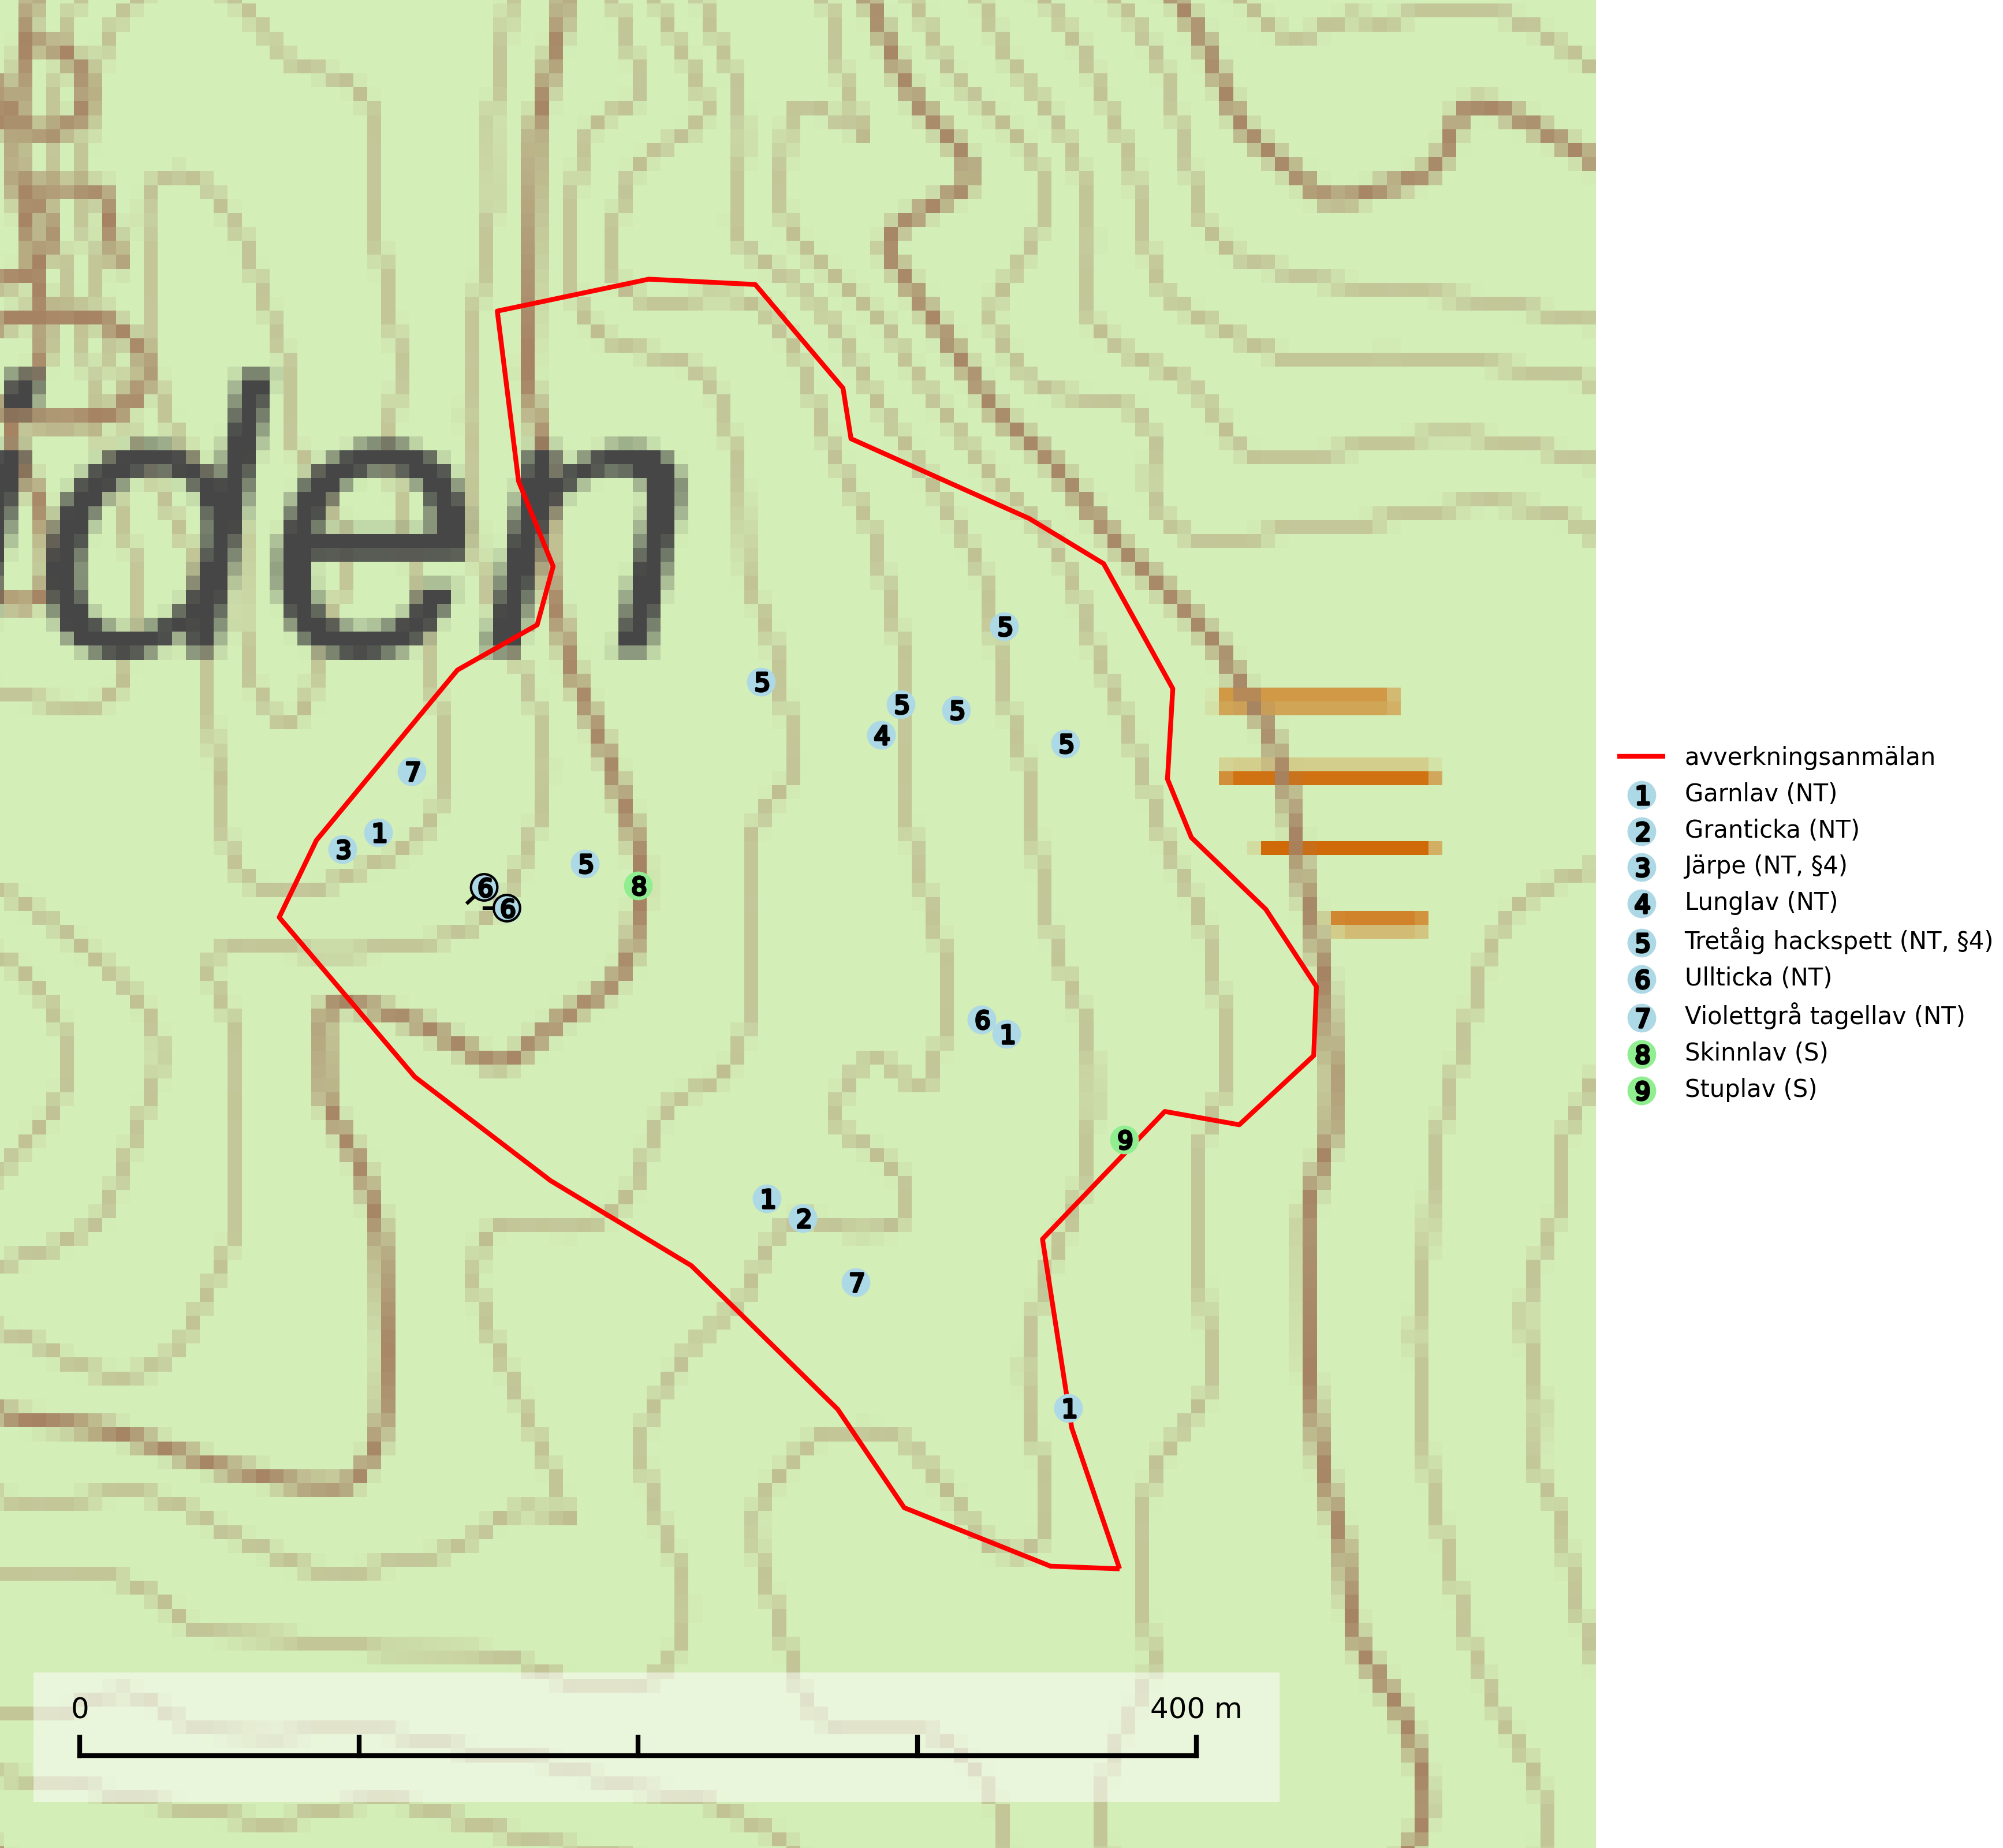 den
5
5
5
5
4
5
7
1
3
5
6
8
6
6
1
9
1
2
7
1
0
400 m
avverkningsanmälan
1 Garnlav (NT)
2 Granticka (NT)
3 Järpe (NT, §4)
4 Lunglav (NT)
5 Tretåig hackspett (NT, §4)
6 Ullticka (NT)
7 Violettgrå tagellav (NT)
8 Skinnlav (S)
9 Stuplav (S)